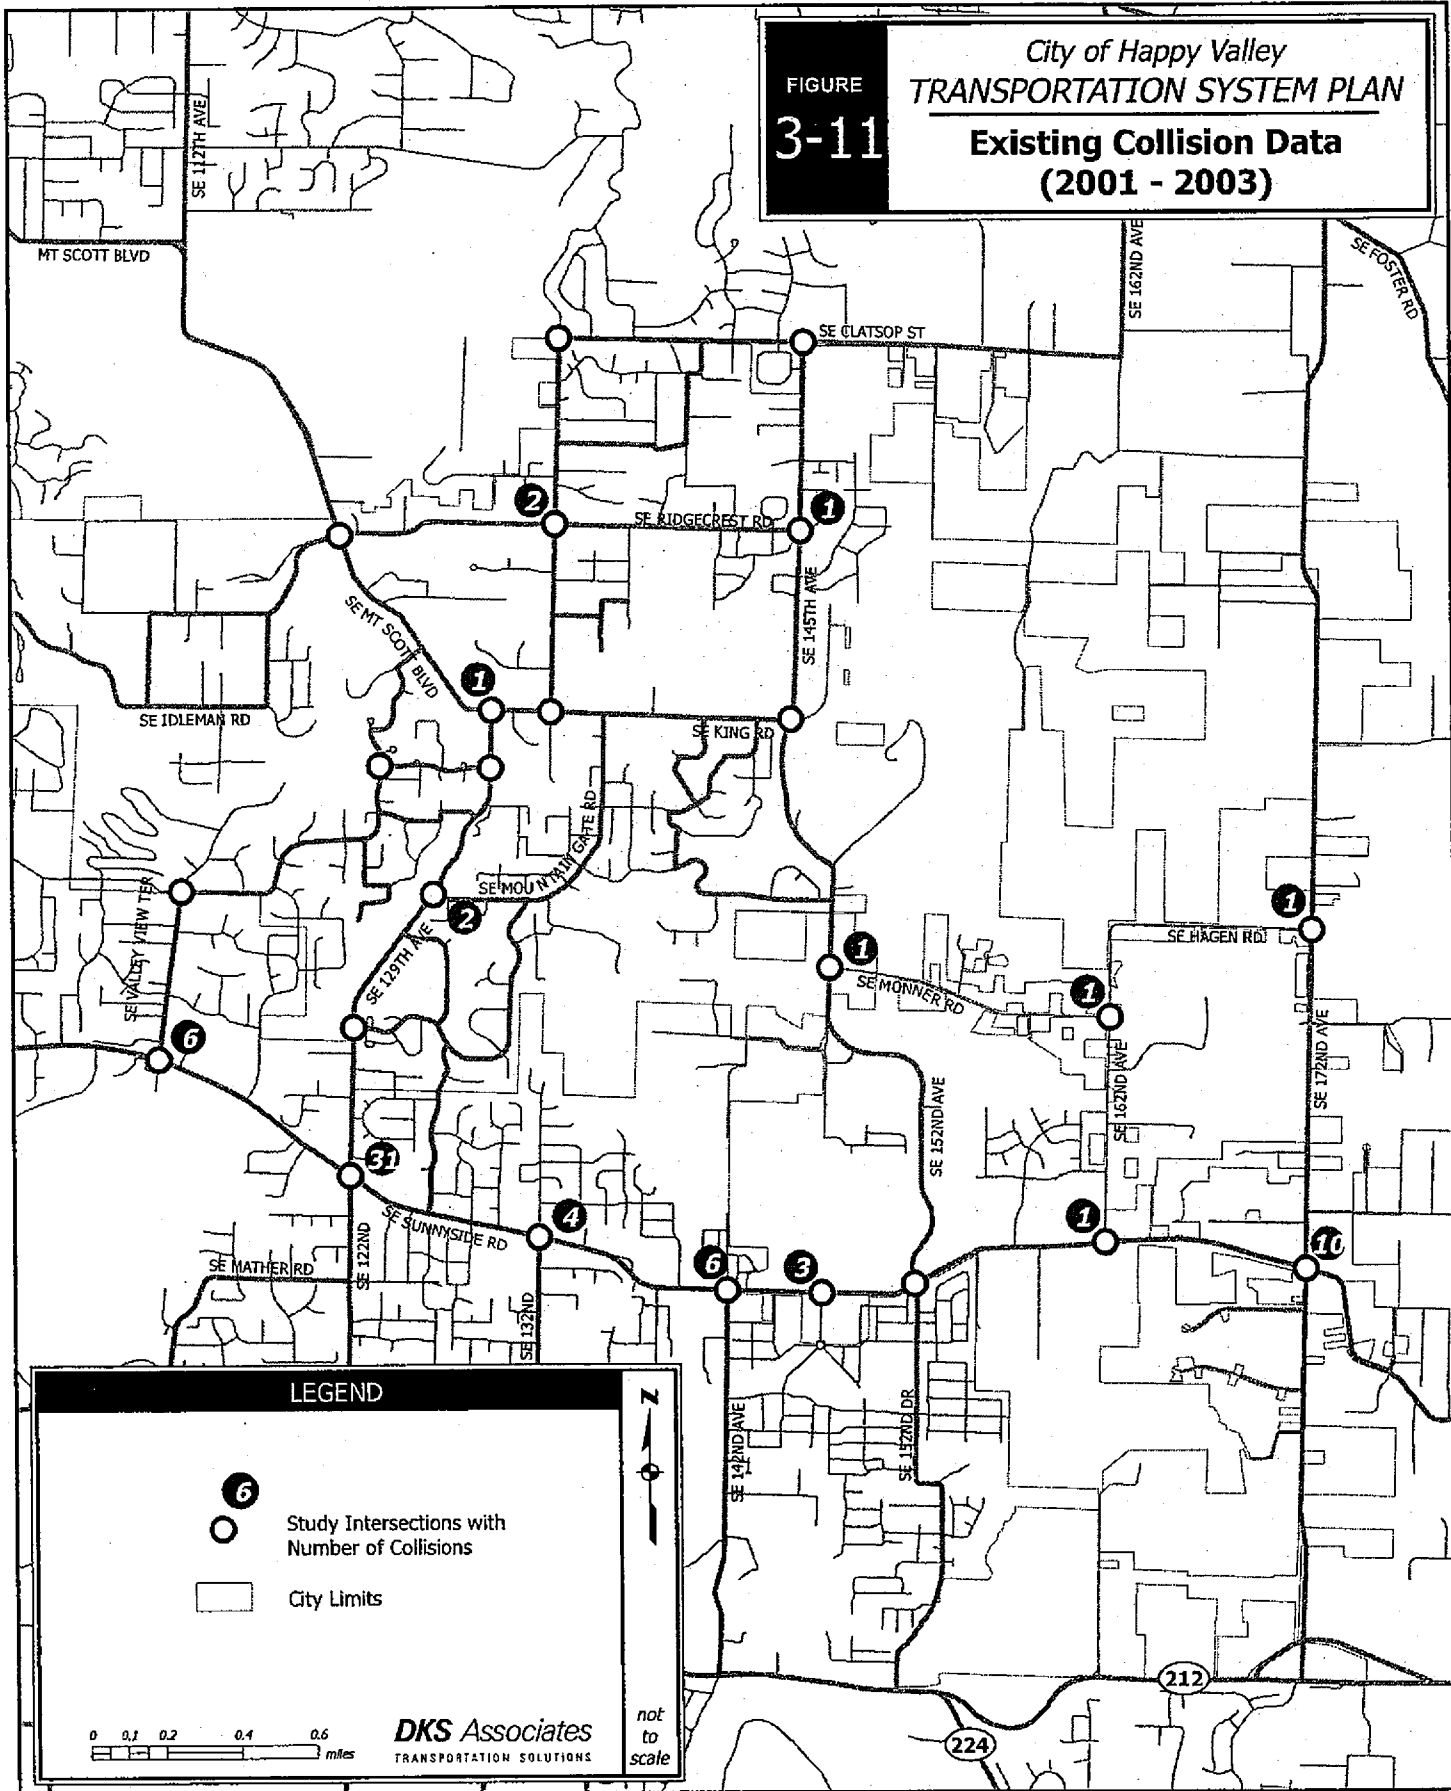 FIGURE
3-11
City of Happy Valley
TRANSPORTATION SYSTEM PLAN
Existing Collision Data
(2001 - 2003)
SE 112TH AVE
MT SCOTT BLVD
SE 162ND AVE
SE FOSTER RD
SE CLATSOP ST
2
SE RIDGECREST RD
1
SE MT SCOTT BLVD
SE 145TH AVE
1
SE IDLEMAN RD
SE KING RD
SE MOUNTAIN GATE RD
SE VALLEY VIEW TER
2
SE 129TH AVE
1
SE HAGEN RD
1
SE MONNER RD
1
6
SE 172ND AVE
SE 162ND AVE
SE 152ND AVE
31
SE SUNNYSIDE RD
4
1
10
SE MATHER RD
SE 122ND
SE 132ND
6
3
SE 142ND AVE
SE 152ND DR
212
224
LEGEND
6
Study Intersections with
Number of Collisions
City Limits
N
0 0.1 0.2 0.4 0.6
miles
DKS Associates
TRANSPORTATION SOLUTIONS
not
to
scale